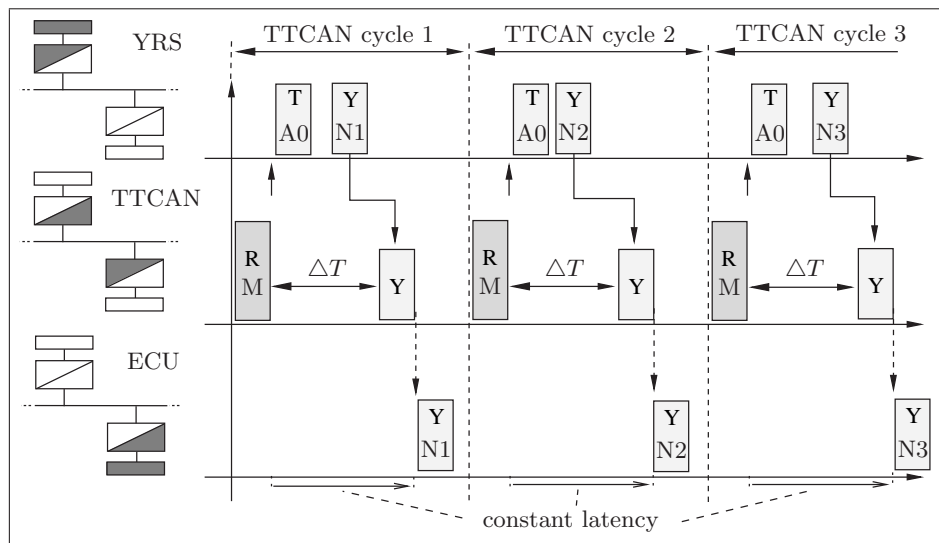 YRS
TTCAN cycle 1
TTCAN cycle 2
TTCAN cycle 3
T
A0
Y
N1
T
A0
Y
N2
T
A0
Y
N3
TTCAN
R
M
△T
Y
R
M
△T
Y
R
M
△T
Y
ECU
Y
N1
Y
N2
Y
N3
constant latency